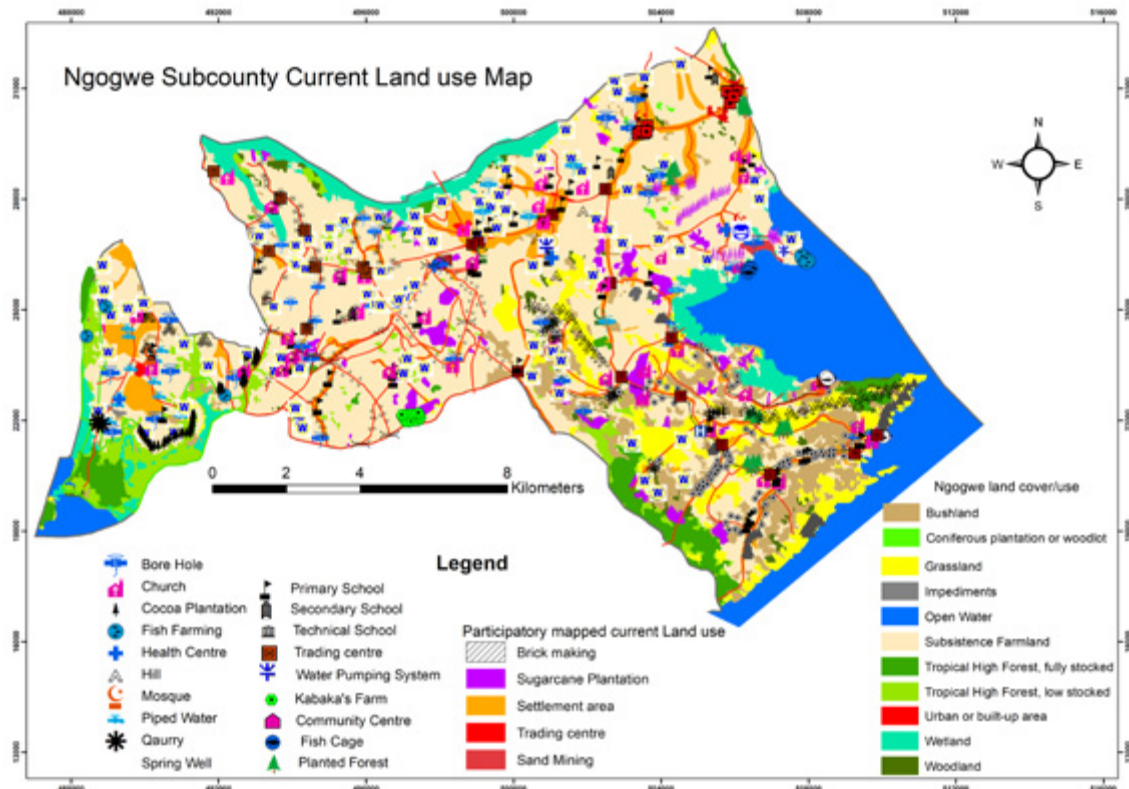 Ngogwe Subcounty Current Land use Map
N
W
E
S
0 2 4 8
Kilometers
Legend
Bore Hole
Church
Cocoa Plantation
Fish Farming
Health Centre
Hill
Mosque
Piped Water
Qaurry
Spring Well
Primary School
Secondary School
Technical School
Trading centre
Water Pumping System
Kabaka's Farm
Community Centre
Fish Cage
Planted Forest
Participatory mapped current Land use
Brick making
Sugarcane Plantation
Settlement area
Trading centre
Sand Mining
Ngogwe land cover/use
Bushland
Coniferous plantation or woodlot
Grassland
Impediments
Open Water
Subsistence Farmland
Tropical High Forest, fully stocked
Tropical High Forest, low stocked
Urban or built-up area
Wetland
Woodland